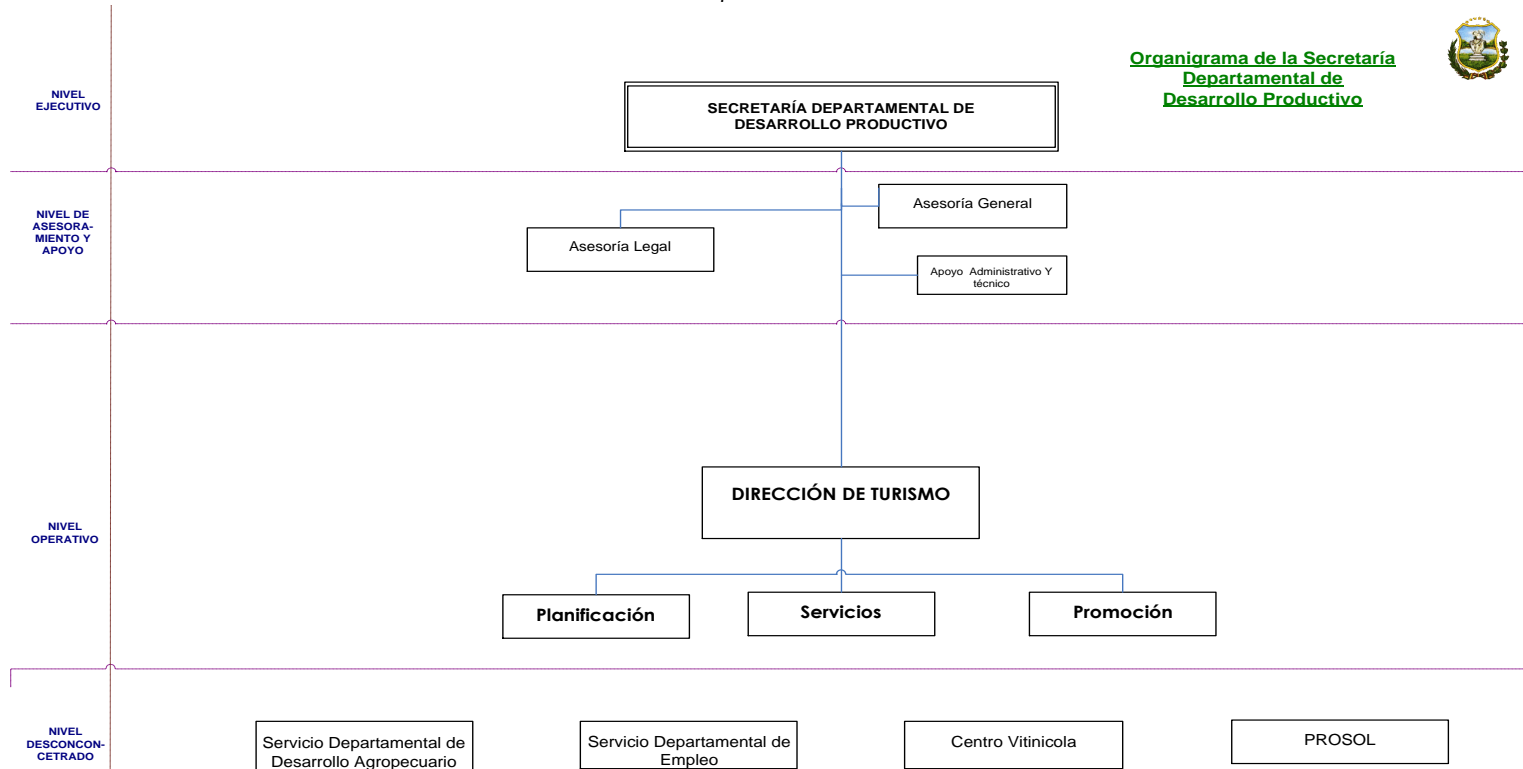 Organigrama de la Secretaría
Departamental de
Desarrollo Productivo
NIVEL
EJECUTIVO
SECRETARÍA DEPARTAMENTAL DE
DESARROLLO PRODUCTIVO
NIVEL DE
ASESORA-
MIENTO Y
APOYO
Asesoría General
Asesoría Legal
Apoyo Administrativo Y
técnico
NIVEL
OPERATIVO
DIRECCIÓN DE TURISMO
Planificación
Servicios
Promoción
NIVEL
DESCONCON-
CETRADO
Servicio Departamental de
Desarrollo Agropecuario
Servicio Departamental de
Empleo
Centro Vitinicola
PROSOL